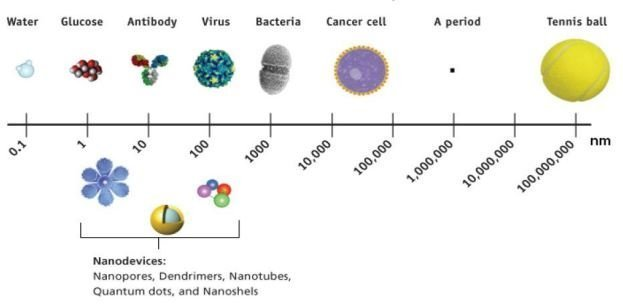 Water Glucose Antibody Virus Bacteria Cancer cell A period Tennis ball
0.1 1 10 100 1000 10,000 100,000 1,000,000 10,000,000 100,000,000 nm
Nanodevices:
Nanopores, Dendrimers, Nanotubes,
Quantum dots, and Nanoshels